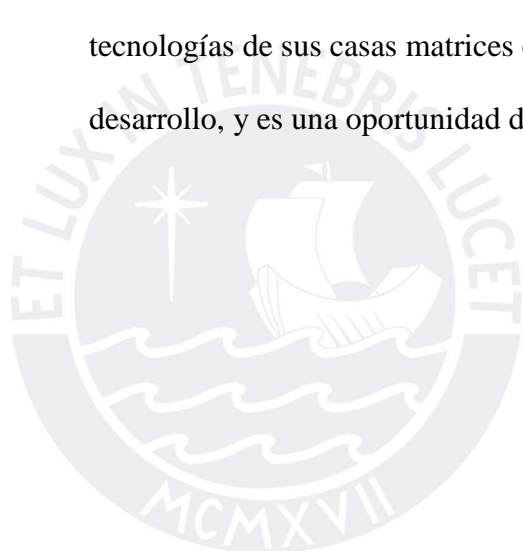 tecnologías de sus casas matrices
desarrollo, y es una oportunidad
ET LUX IN TENEBRIS LUCET
MCMXVII